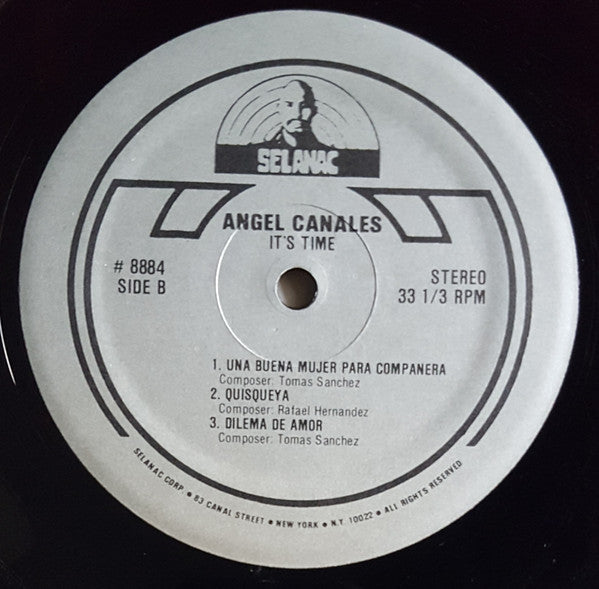 SELANAC
ANGEL CANALES
IT'S TIME
# 8884
SIDE B
STEREO
33 1/3 RPM
1. UNA BUENA MUJER PARA COMPANERA
Composer: Tomas Sanchez
2. QUISQUEYA
Composer: Rafael Hernandez
3. DILEMA DE AMOR
Composer: Tomas Sanchez
SELANAC CORP. ● 83 CANAL STREET ● NEW YORK ● N.Y. 10022 ● ALL RIGHTS RESERVED